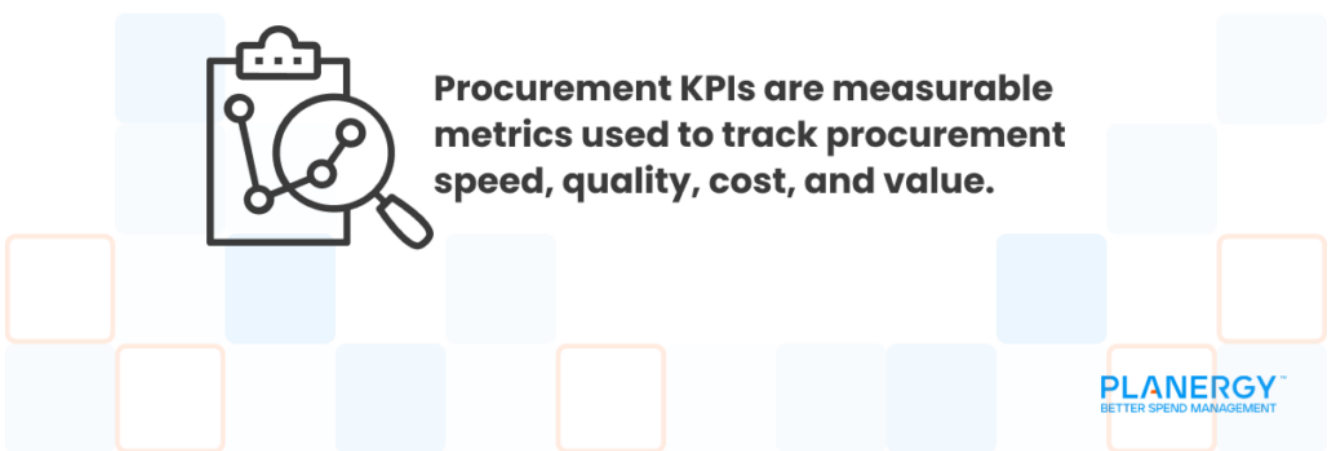 Procurement KPIs are measurable
metrics used to track procurement
speed, quality, cost, and value.
PLANERGY™
BETTER SPEND MANAGEMENT